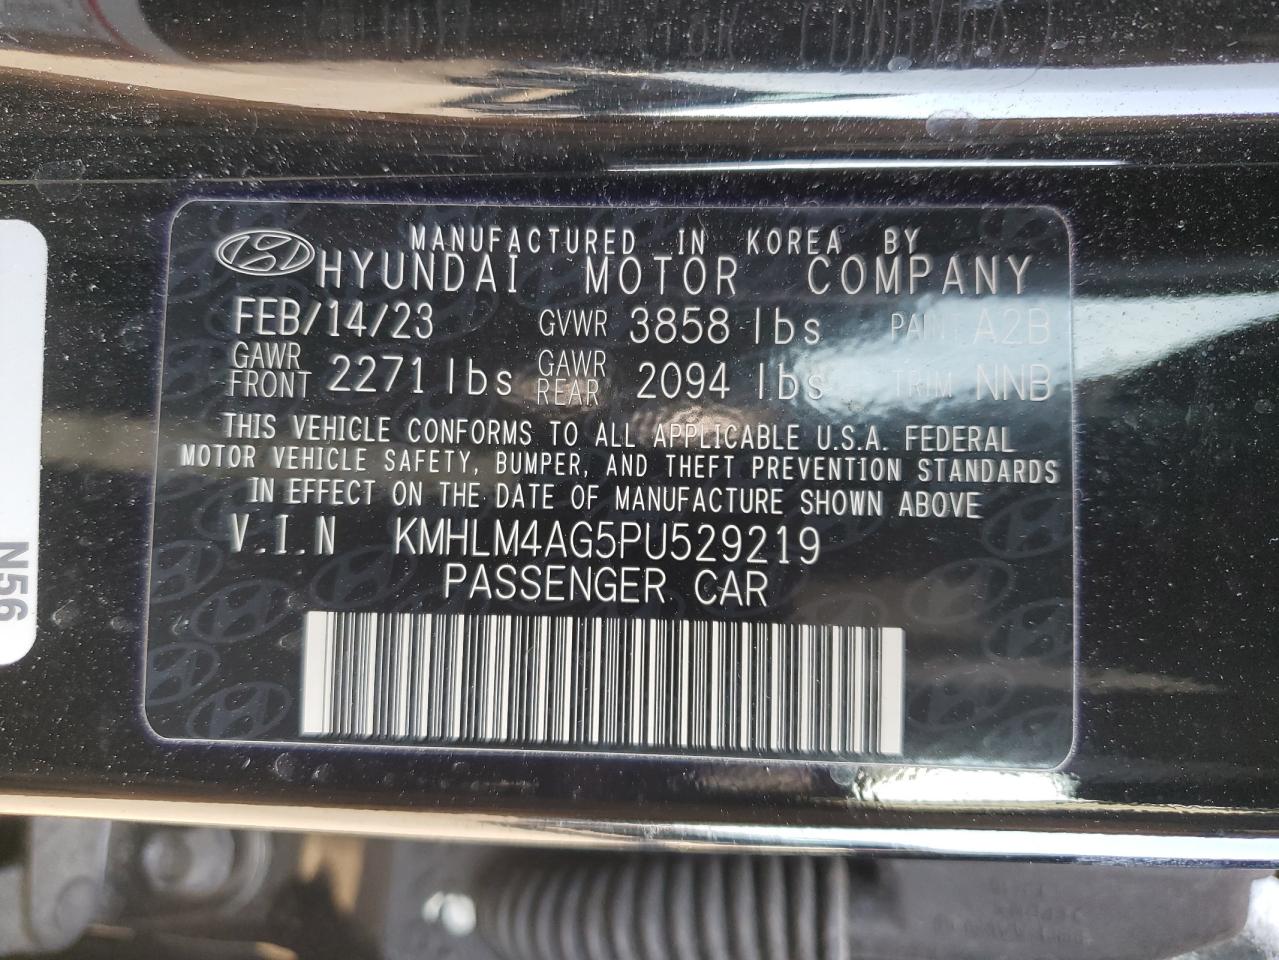 MANUFACTURED IN KOREA BY
HYUNDAI MOTOR COMPANY
FEB/14/23 GVWR 3858 lbs PAINT A2B
GAWR FRONT 2271 lbs GAWR REAR 2094 lbs TRIM NNB
THIS VEHICLE CONFORMS TO ALL APPLICABLE U.S.A. FEDERAL
MOTOR VEHICLE SAFETY, BUMPER, AND THEFT PREVENTION STANDARDS
IN EFFECT ON THE DATE OF MANUFACTURE SHOWN ABOVE
V.I.N KMHLM4AG5PU529219
PASSENGER CAR
N56